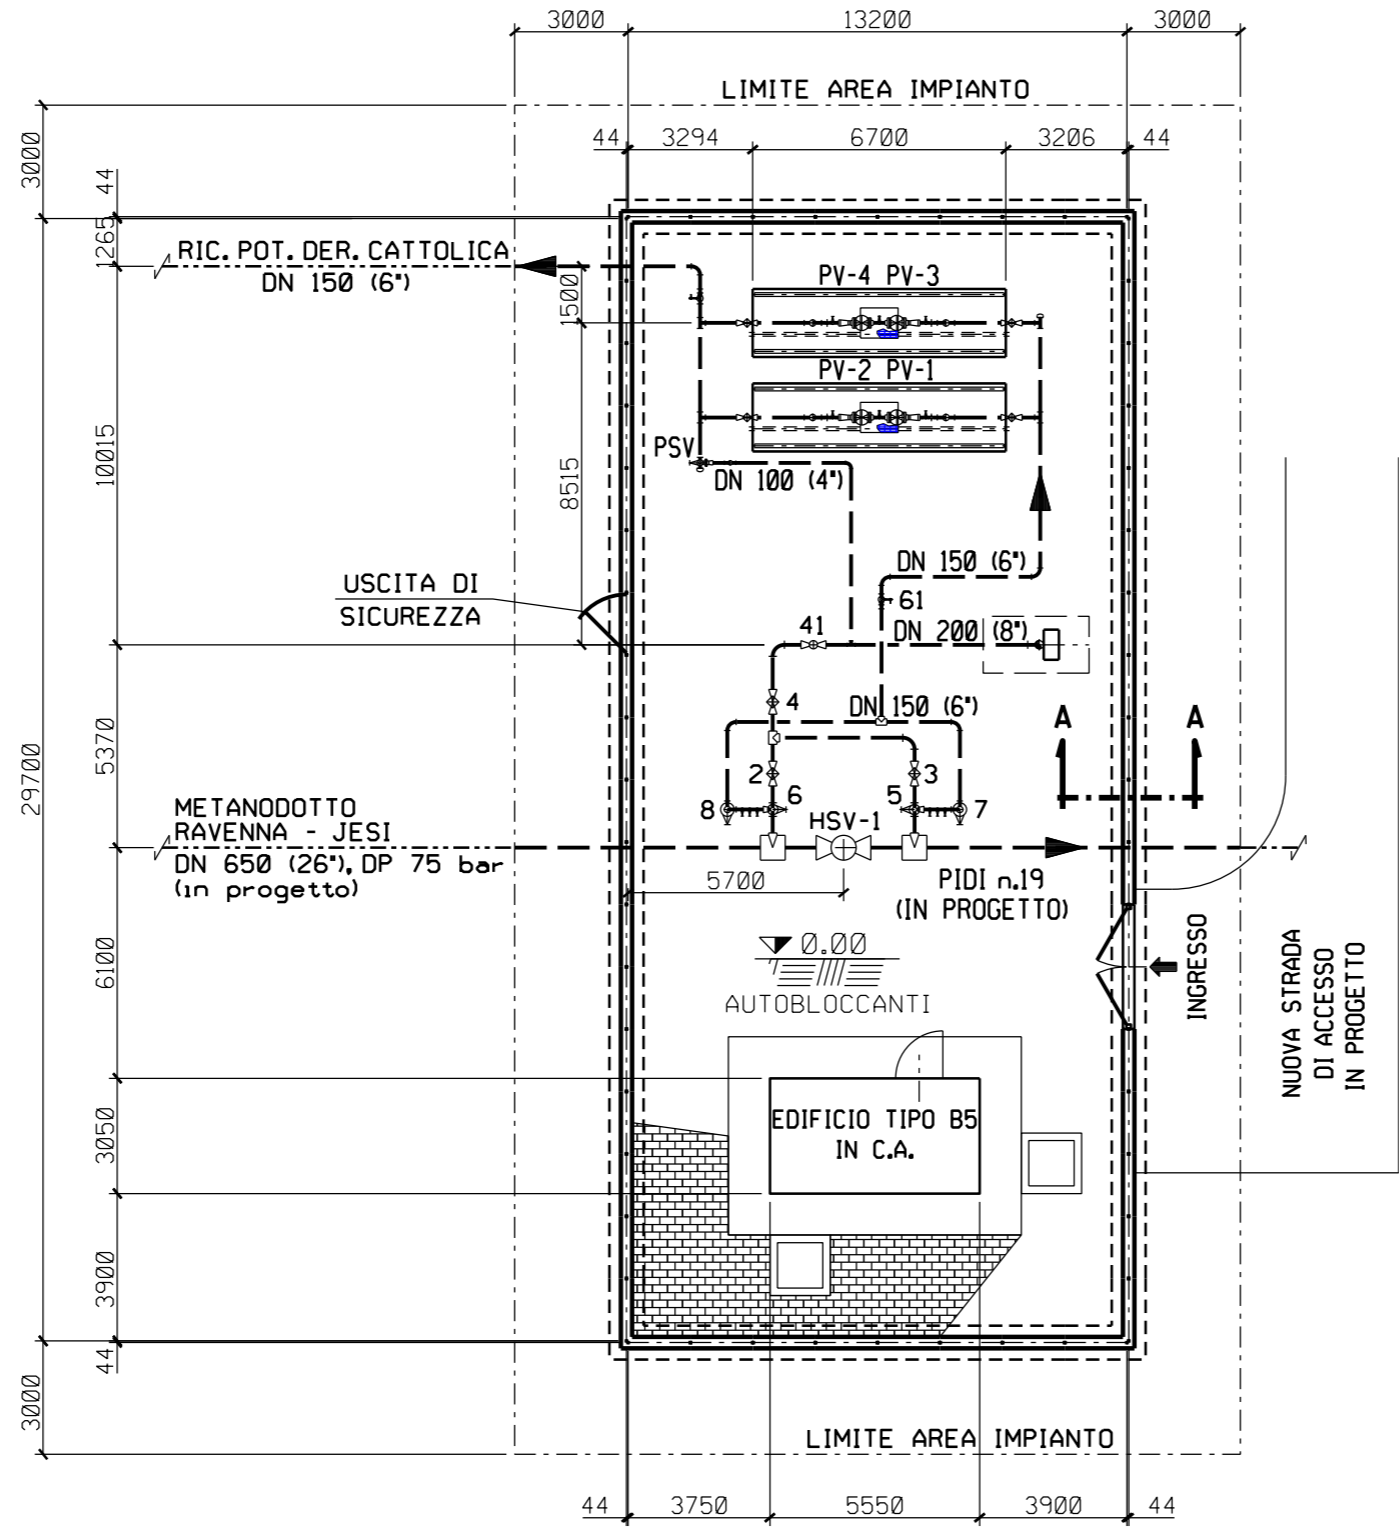 3000 13200 3000
LIMITE AREA IMPIANTO
44 3294 6700 3206 44
3000
44
1265
RIC. POT. DER. CATTOLICA
DN 150 (6")
1500
PV-4 PV-3
PV-2 PV-1
10015
8515
PSV
DN 100 (4")
DN 150 (6")
61
USCITA DI
SICUREZZA
41
DN 200 (8")
4
DN 150 (6")
A A
29700
5370
2
3
8
6
5
7
HSV-1
METANODOTTO
RAVENNA - JESI
DN 650 (26"), DP 75 bar
(in progetto)
5700
PIDI n.19
(IN PROGETTO)
6100
0.00
AUTOBLOCCANTI
INGRESSO
NUOVA STRADA
DI ACCESSO
IN PROGETTO
3050
EDIFICIO TIPO B5
IN C.A.
3900
44
3000
LIMITE AREA IMPIANTO
44 3750 5550 3900 44